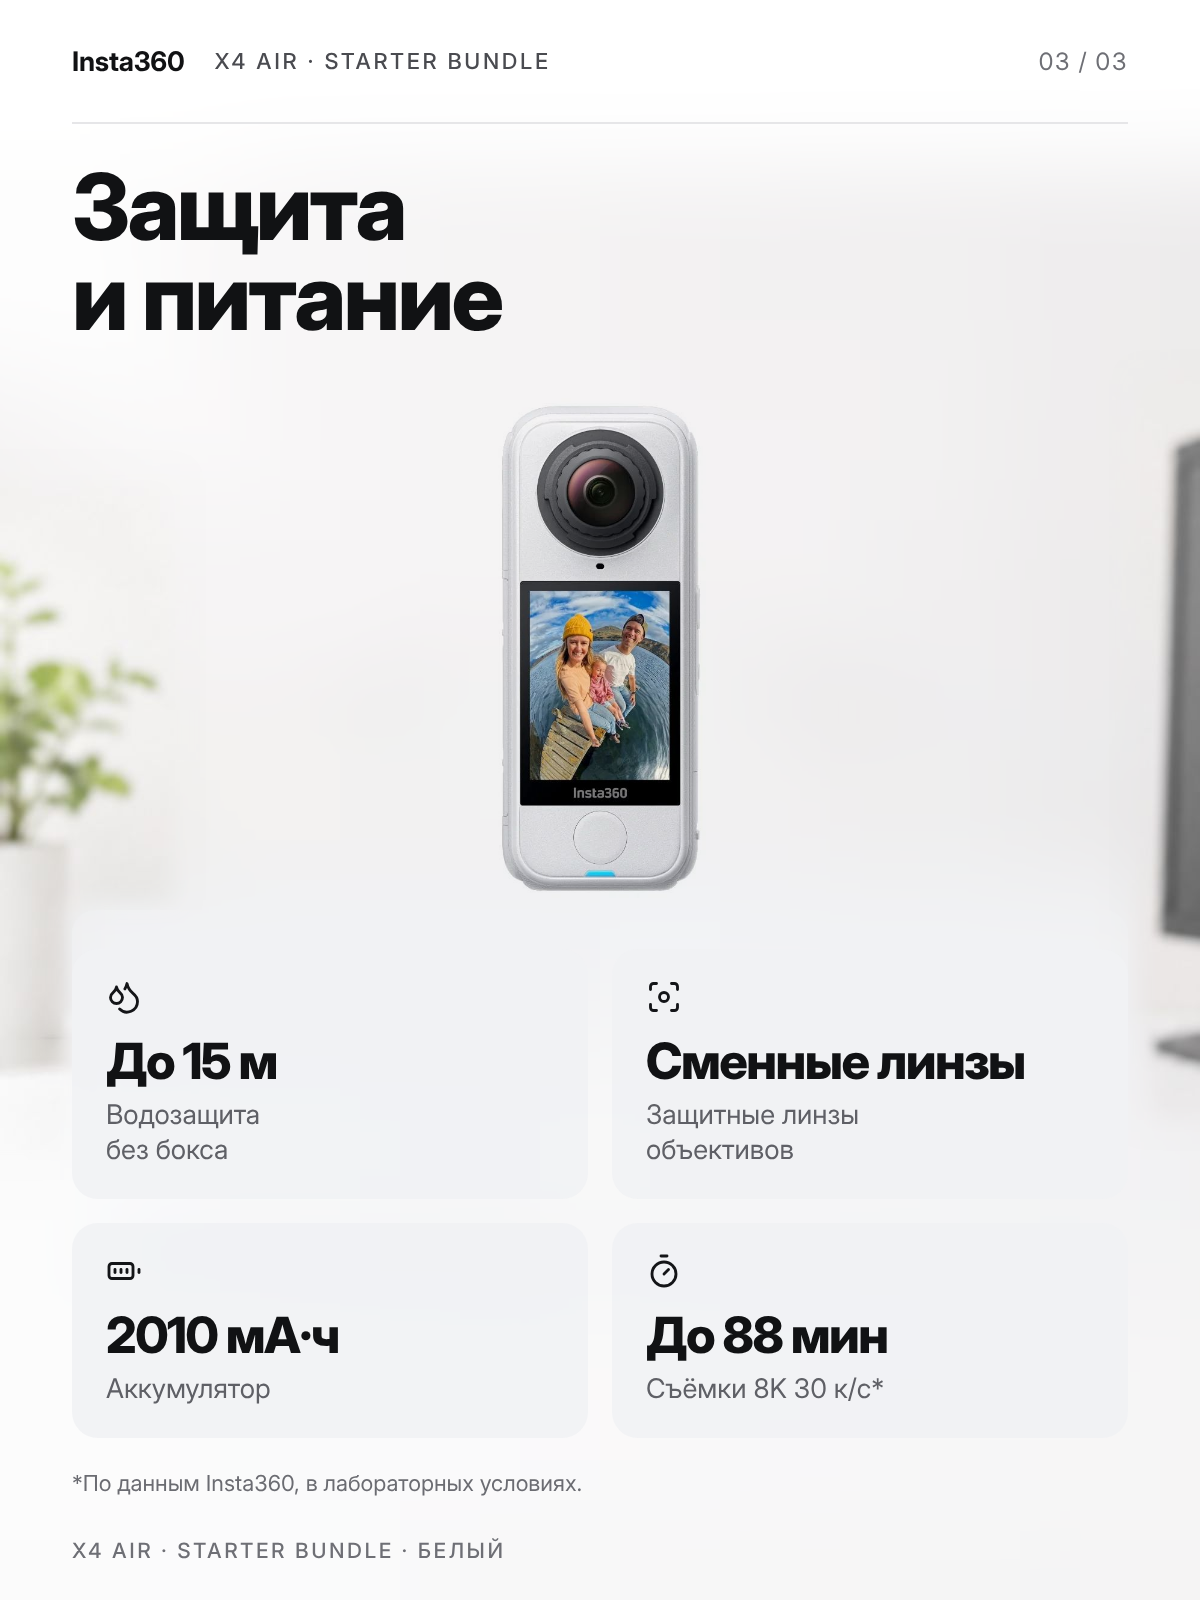 Insta360 X4 AIR · STARTER BUNDLE 03 / 03
Защита
и питание
Insta360
До 15 м
Водозащита
без бокса
Сменные линзы
Защитные линзы
объективов
2010 мА·ч
Аккумулятор
До 88 мин
Съёмки 8K 30 к/с*
*По данным Insta360, в лабораторных условиях.
X4 AIR · STARTER BUNDLE · БЕЛЫЙ